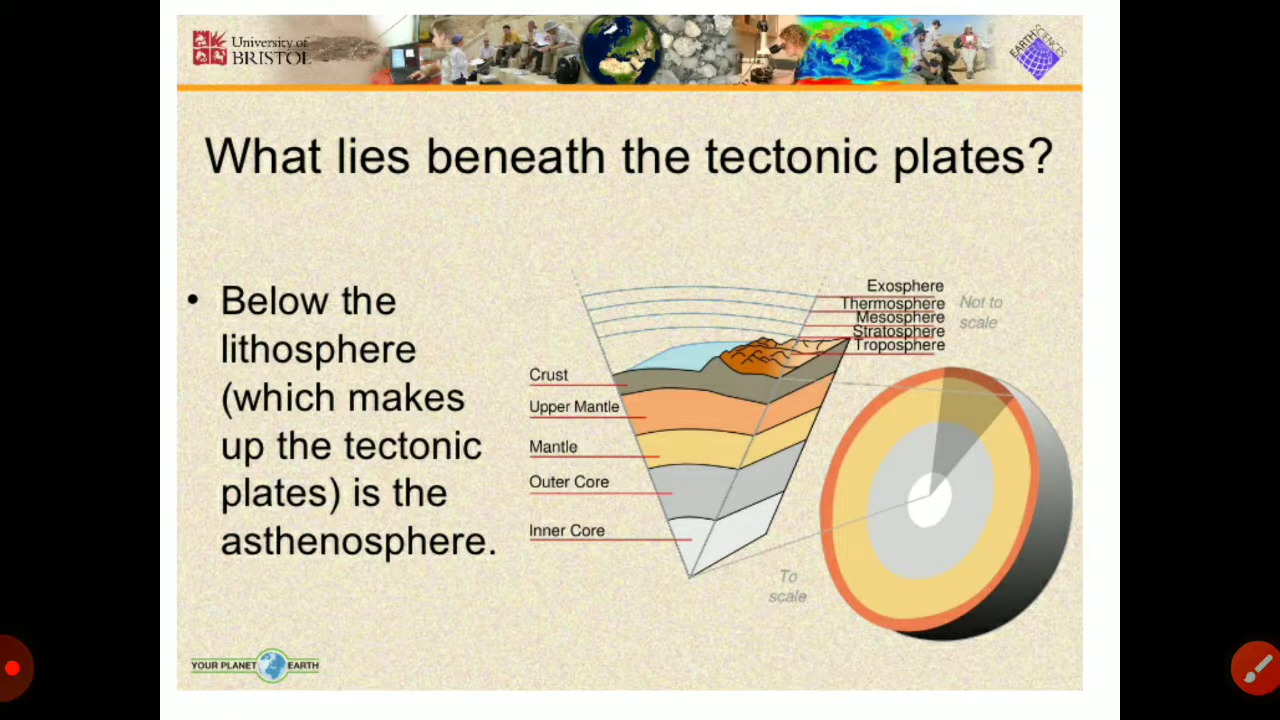 University of
BRISTOL
EARTH SCIENCES
What lies beneath the tectonic plates?
• Below the
lithosphere
(which makes
up the tectonic
plates) is the
asthenosphere.
Exosphere
Thermosphere
Mesosphere
Stratosphere
Troposphere
Not to
scale
Crust
Upper Mantle
Mantle
Outer Core
Inner Core
To
scale
YOUR PLANET EARTH